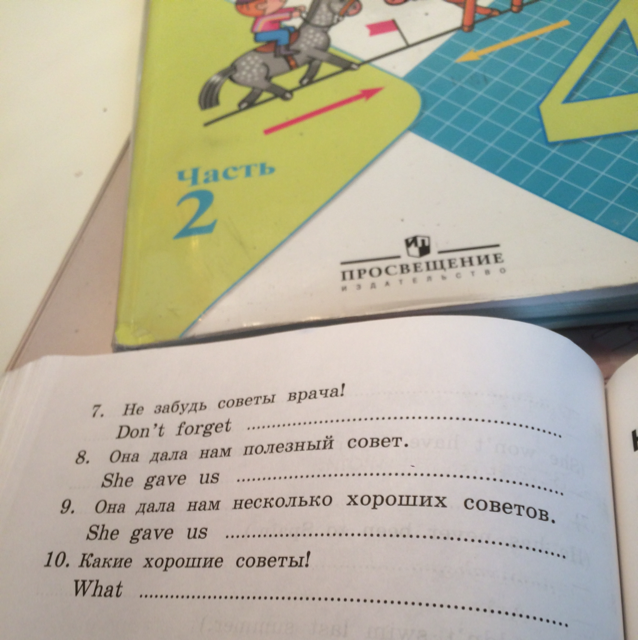 Часть
2
ПРОСВЕЩЕНИЕ
ИЗДАТЕЛЬСТВО
7. Не забудь советы врача!
Don't forget ..........
8. Она дала нам полезный совет.
She gave us ..........
9. Она дала нам несколько хороших советов.
She gave us ..........
10. Какие хорошие советы!
What ..........